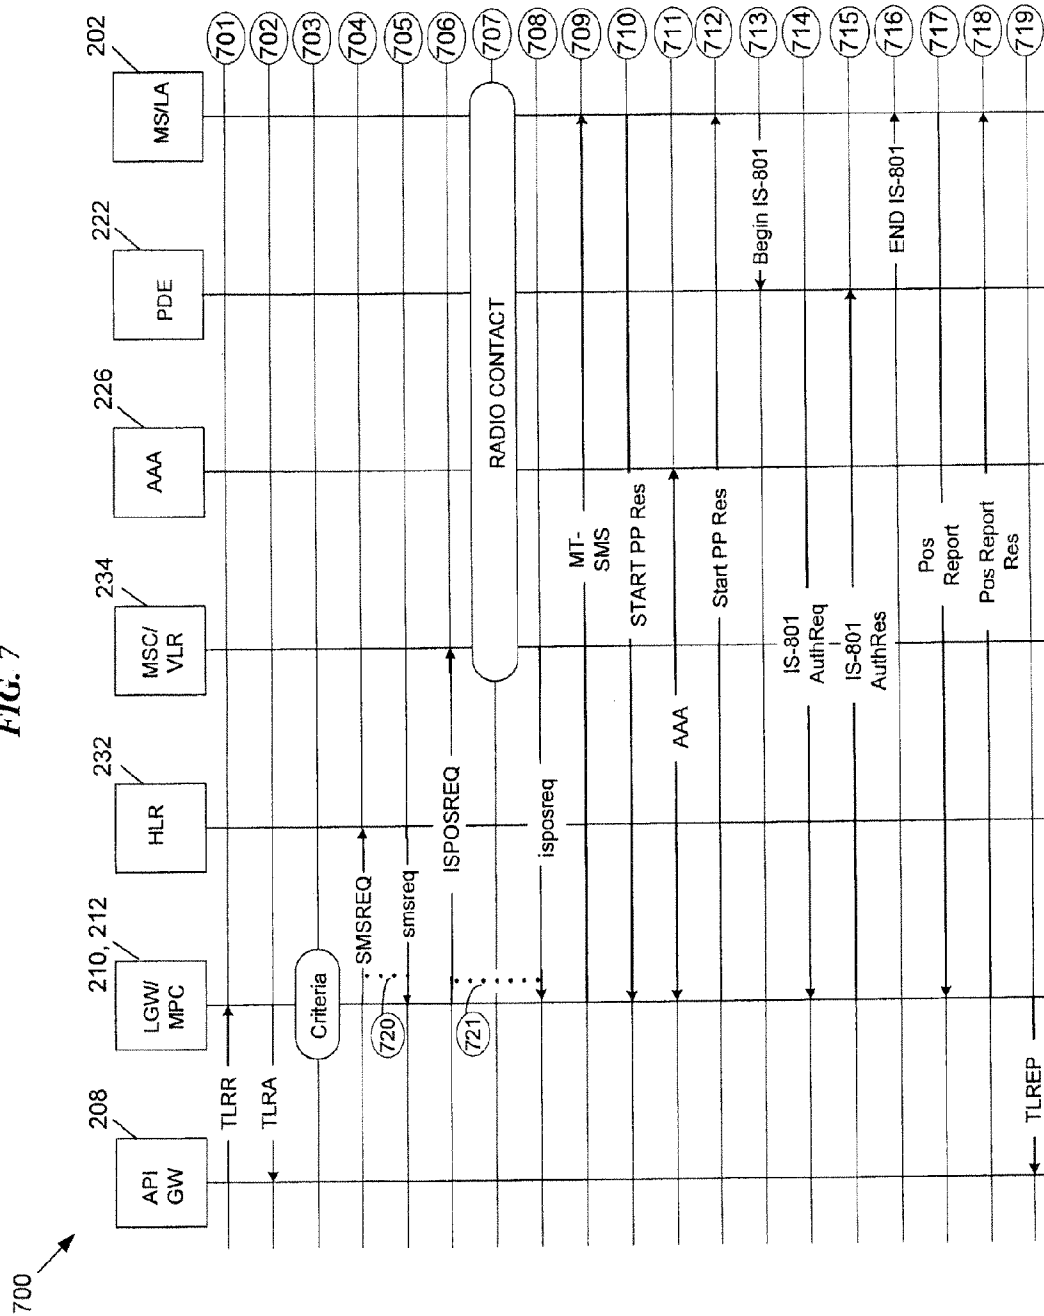 FIG. 7
700
208
210, 212
232
234
226
222
202
API
GW
LGW/
MPC
HLR
MSC/
VLR
AAA
PDE
MS/LA
TLRR
701
TLRA
702
Criteria
703
SMSREQ
704
720
smsreq
705
ISPOSREQ
706
721
RADIO CONTACT
707
isposreq
708
MT-
SMS
709
START PP Res
710
AAA
711
Start PP Res
712
Begin IS-801
713
IS-801
AuthReq
714
IS-801
AuthRes
715
END IS-801
716
Pos
Report
717
Pos Report
Res
718
TLREP
719